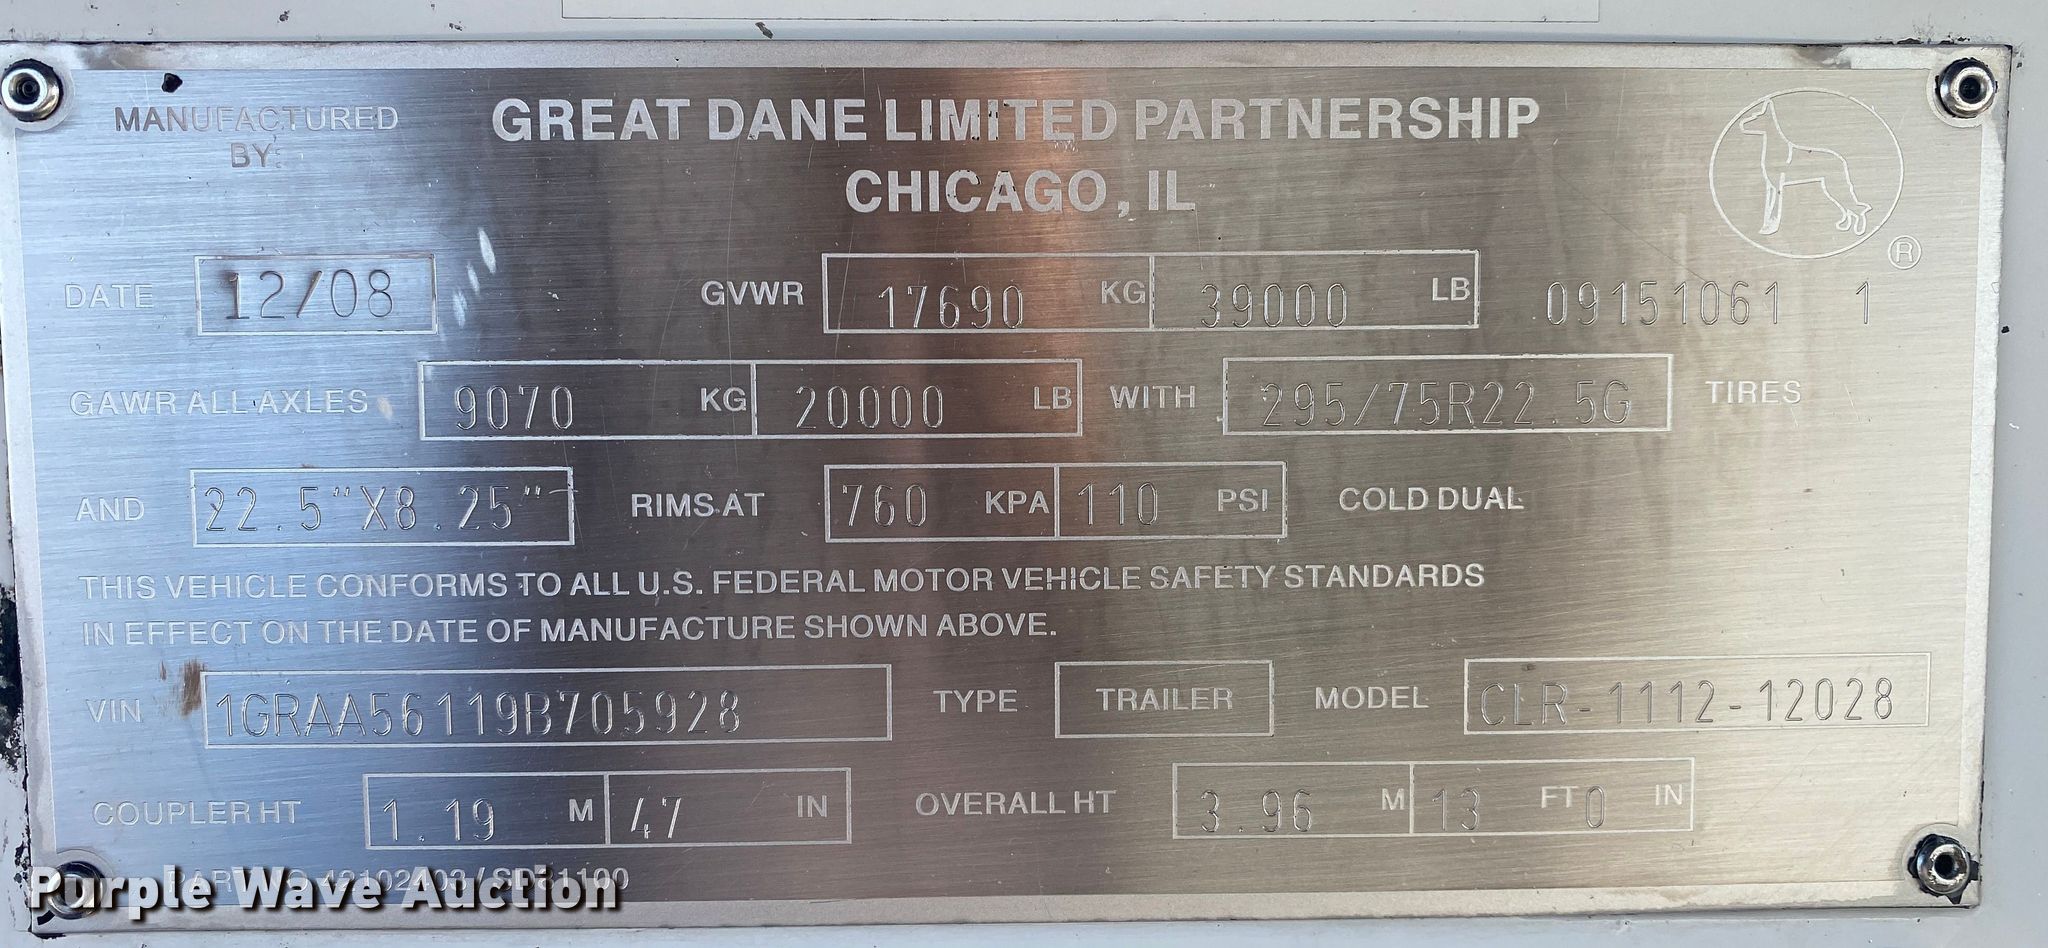 MANUFACTURED BY: GREAT DANE LIMITED PARTNERSHIP
CHICAGO, IL
®
DATE 12/08 GVWR 17690 KG 39000 LB 09151061 1
GAWR ALL AXLES 9070 KG 20000 LB WITH 295/75R22.5G TIRES
AND 22.5"X8.25" RIMS AT 760 KPA 110 PSI COLD DUAL
THIS VEHICLE CONFORMS TO ALL U.S. FEDERAL MOTOR VEHICLE SAFETY STANDARDS
IN EFFECT ON THE DATE OF MANUFACTURE SHOWN ABOVE.
VIN 1GRAA56119B705928 TYPE TRAILER MODEL CLR-1112-12028
COUPLER HT 1.19 M 47 IN OVERALL HT 3.96 M 13 FT 0 IN
Purple Wave Auction